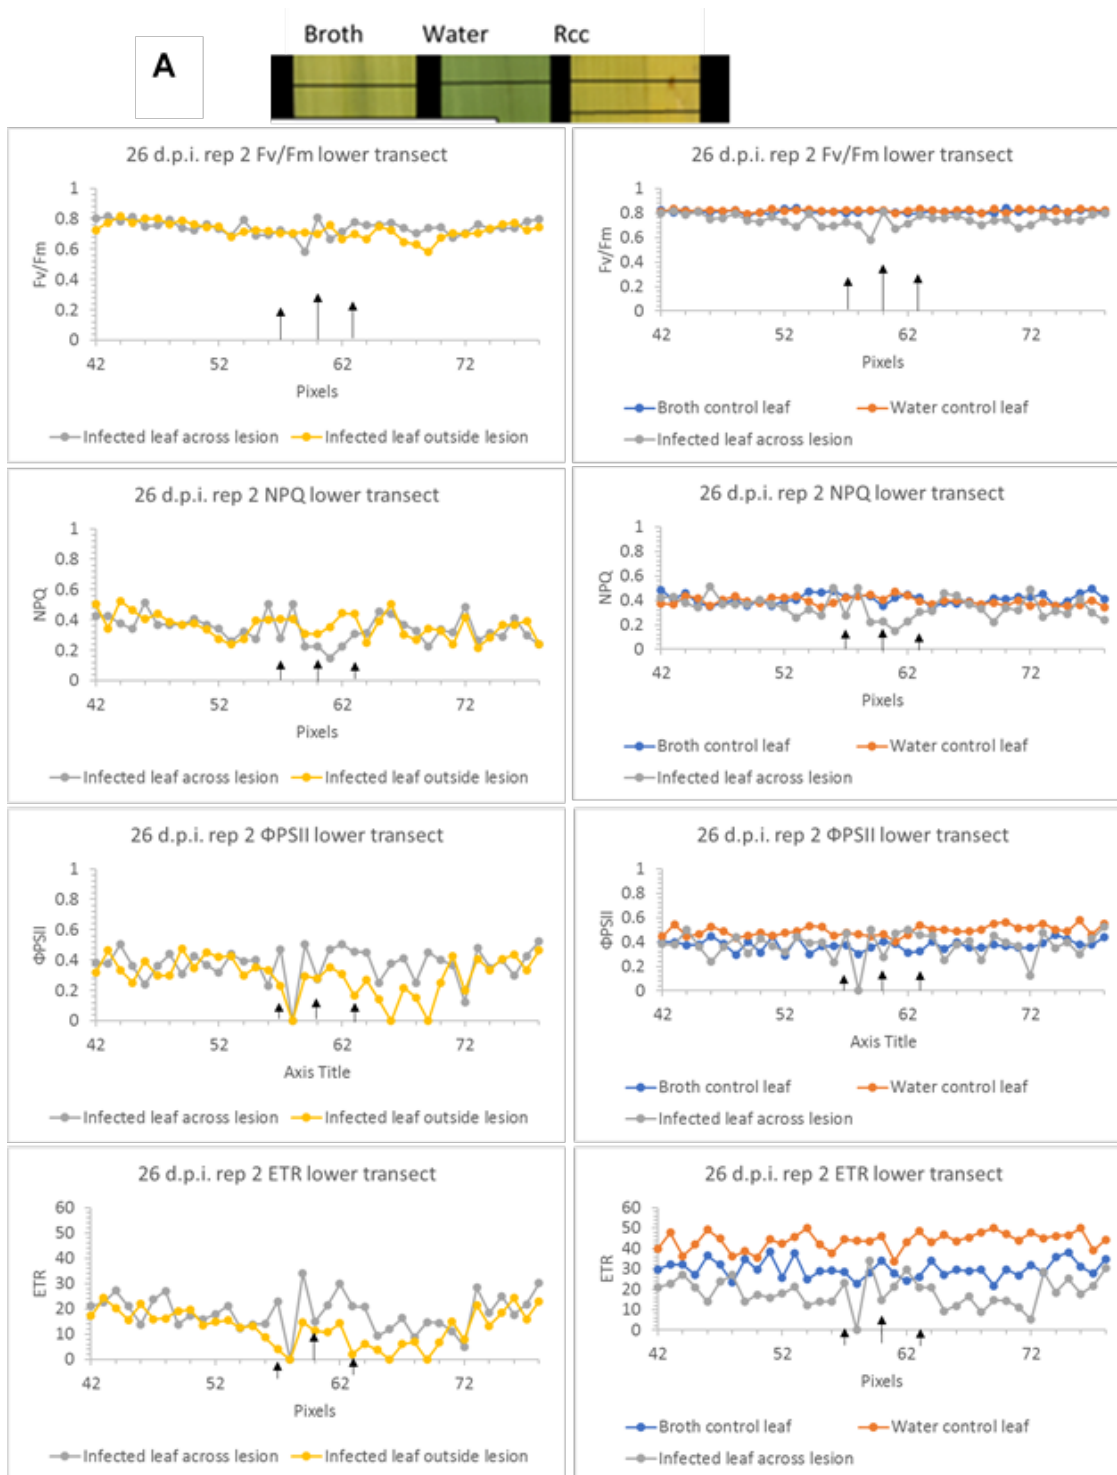 Broth Water Rcc
A
26 d.p.i. rep 2 Fv/Fm lower transect
1
0.8
0.6
0.4
0.2
0
Fv/Fm
42 52 62 72
Pixels
Infected leaf across lesion Infected leaf outside lesion
26 d.p.i. rep 2 Fv/Fm lower transect
1
0.8
0.6
0.4
0.2
0
Fv/Fm
42 52 62 72
Pixels
Broth control leaf Water control leaf
Infected leaf across lesion
26 d.p.i. rep 2 NPQ lower transect
1
0.8
0.6
0.4
0.2
0
NPQ
42 52 62 72
Pixels
Infected leaf across lesion Infected leaf outside lesion
26 d.p.i. rep 2 NPQ lower transect
1
0.8
0.6
0.4
0.2
0
NPQ
42 52 62 72
Pixels
Broth control leaf Water control leaf
Infected leaf across lesion
26 d.p.i. rep 2 ΦPSII lower transect
1
0.8
0.6
0.4
0.2
0
ΦPSII
42 52 62 72
Axis Title
Infected leaf across lesion Infected leaf outside lesion
26 d.p.i. rep 2 ΦPSII lower transect
1
0.8
0.6
0.4
0.2
0
ΦPSII
42 52 62 72
Axis Title
Broth control leaf Water control leaf
Infected leaf across lesion
26 d.p.i. rep 2 ETR lower transect
60
50
40
30
20
10
0
ETR
42 52 62 72
Pixels
Infected leaf across lesion Infected leaf outside lesion
26 d.p.i. rep 2 ETR lower transect
60
50
40
30
20
10
0
ETR
42 52 62 72
Pixels
Broth control leaf Water control leaf
Infected leaf across lesion